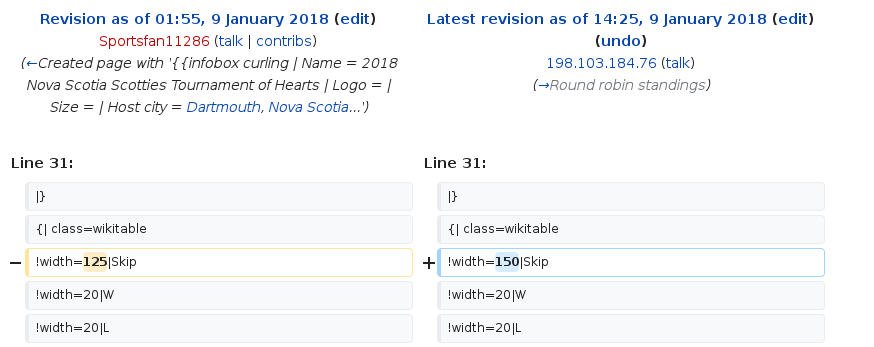 Revision as of 01:55, 9 January 2018 (edit)
Sportsfan11286 (talk | contribs)
(←Created page with '{{infobox curling | Name = 2018
Nova Scotia Scotties Tournament of Hearts | Logo = |
Size = | Host city = Dartmouth, Nova Scotia...')
Latest revision as of 14:25, 9 January 2018 (edit)
(undo)
198.103.184.76 (talk)
(→Round robin standings)
Line 31:
Line 31:
|}
|}
{| class=wikitable
{| class=wikitable
− !width=125|Skip
+ !width=150|Skip
!width=20|W
!width=20|W
!width=20|L
!width=20|L